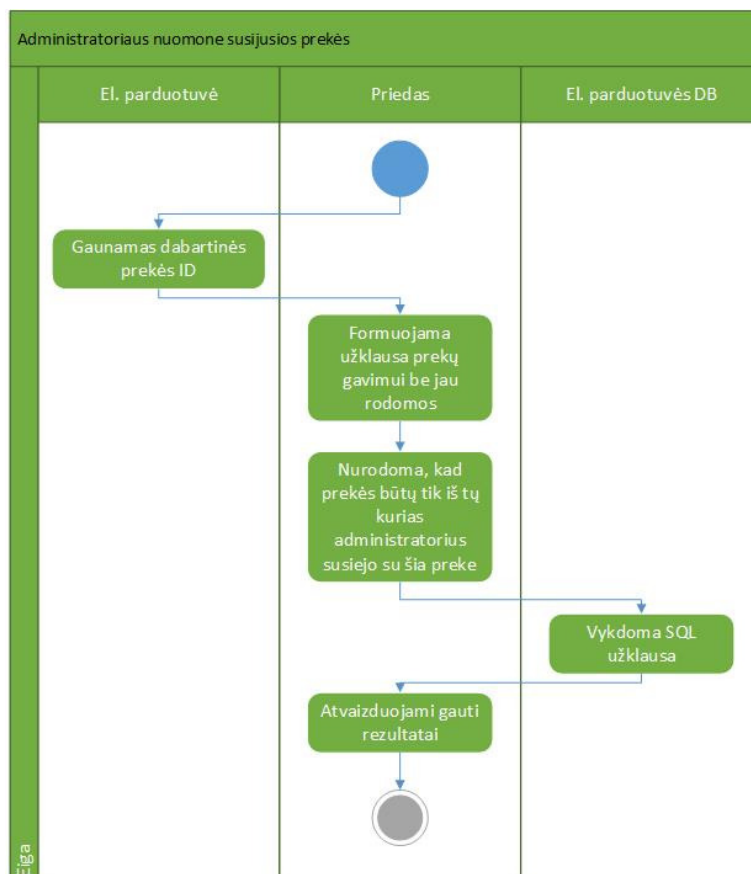 Administratoriaus nuomone susijusios prekės
El. parduotuvė
Priedas
El. parduotuvės DB
Gaunamas dabartinės
prekės ID
Formuojama
užklausa prekų
gavimui be jau
rodomos
Nurodoma, kad
prekės būtų tik iš tų
kurias
administratorius
susiejo su šia preke
Vykdoma SQL
užklausa
Atvaizduojami gauti
rezultatai
Eiga